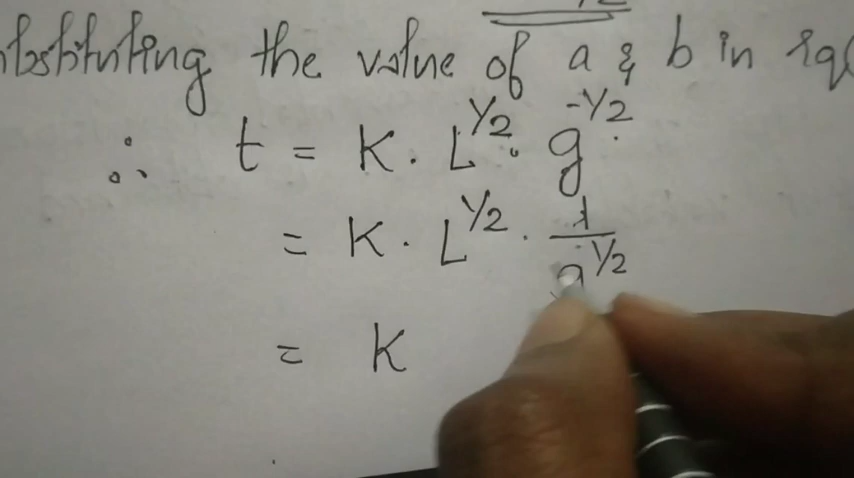 the value of a & b in
∴ t = K · L^1/2 · g^-1/2
= K · L^1/2 · 1/g^1/2
= K